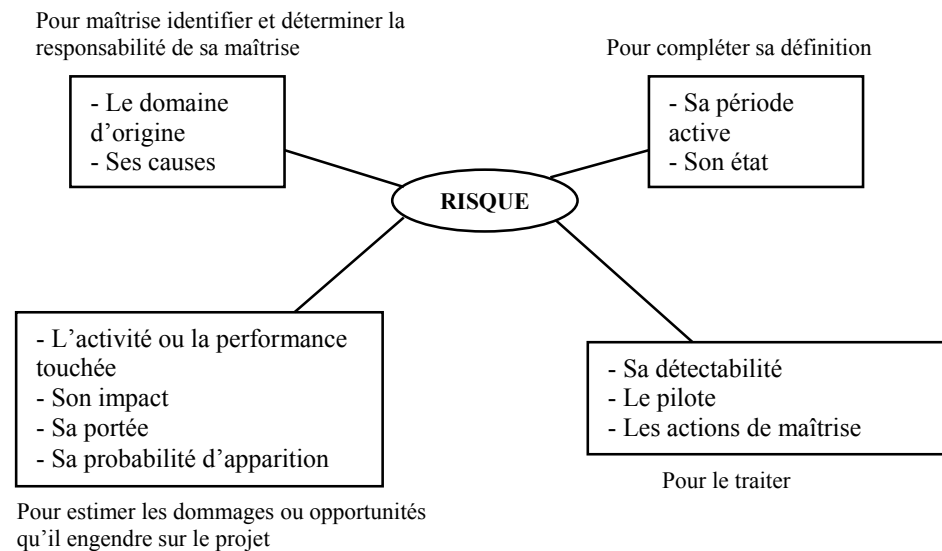 Pour maîtrise identifier et déterminer la
responsabilité de sa maîtrise
- Le domaine
d’origine
- Ses causes
Pour compléter sa définition
- Sa période
active
- Son état
RISQUE
- L’activité ou la performance
touchée
- Son impact
- Sa portée
- Sa probabilité d’apparition
Pour estimer les dommages ou opportunités
qu’il engendre sur le projet
- Sa détectabilité
- Le pilote
- Les actions de maîtrise
Pour le traiter